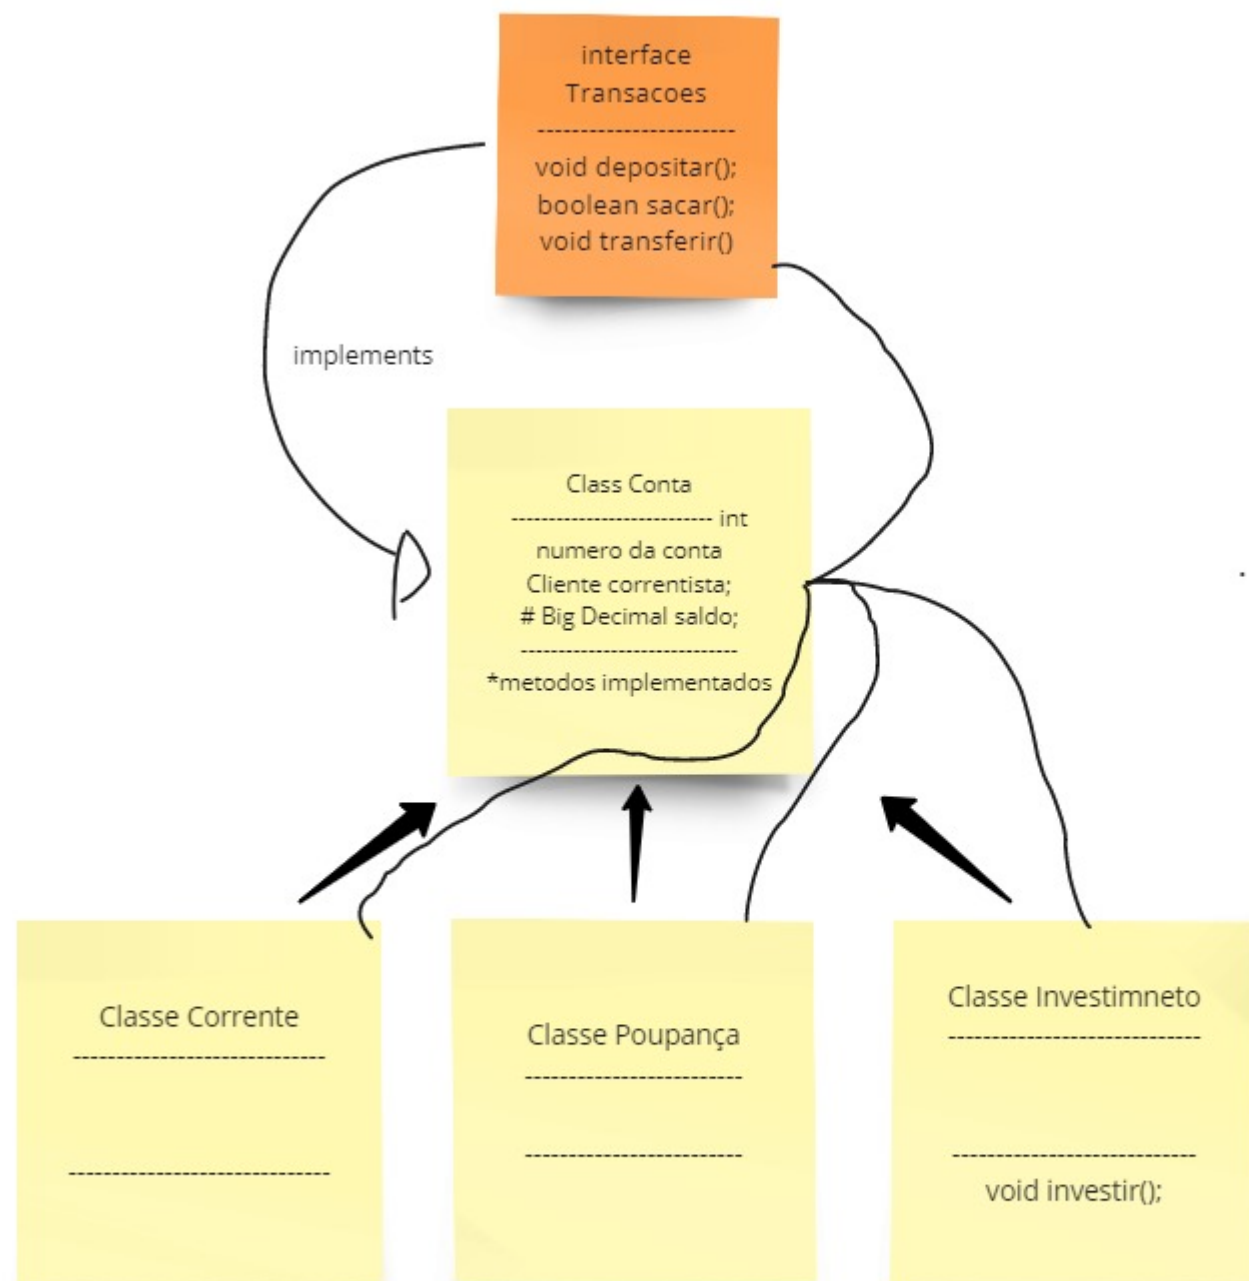 interface
Transacoes
-----------------------
void depositar();
boolean sacar();
void transferir()
implements
Class Conta
--------------------------- int
numero da conta
Cliente correntista;
# Big Decimal saldo;
-----------------------------
*metodos implementados
Classe Corrente
-----------------------------
------------------------------
Classe Poupança
-------------------------
-------------------------
Classe Investimneto
-----------------------------
----------------------------
void investir();